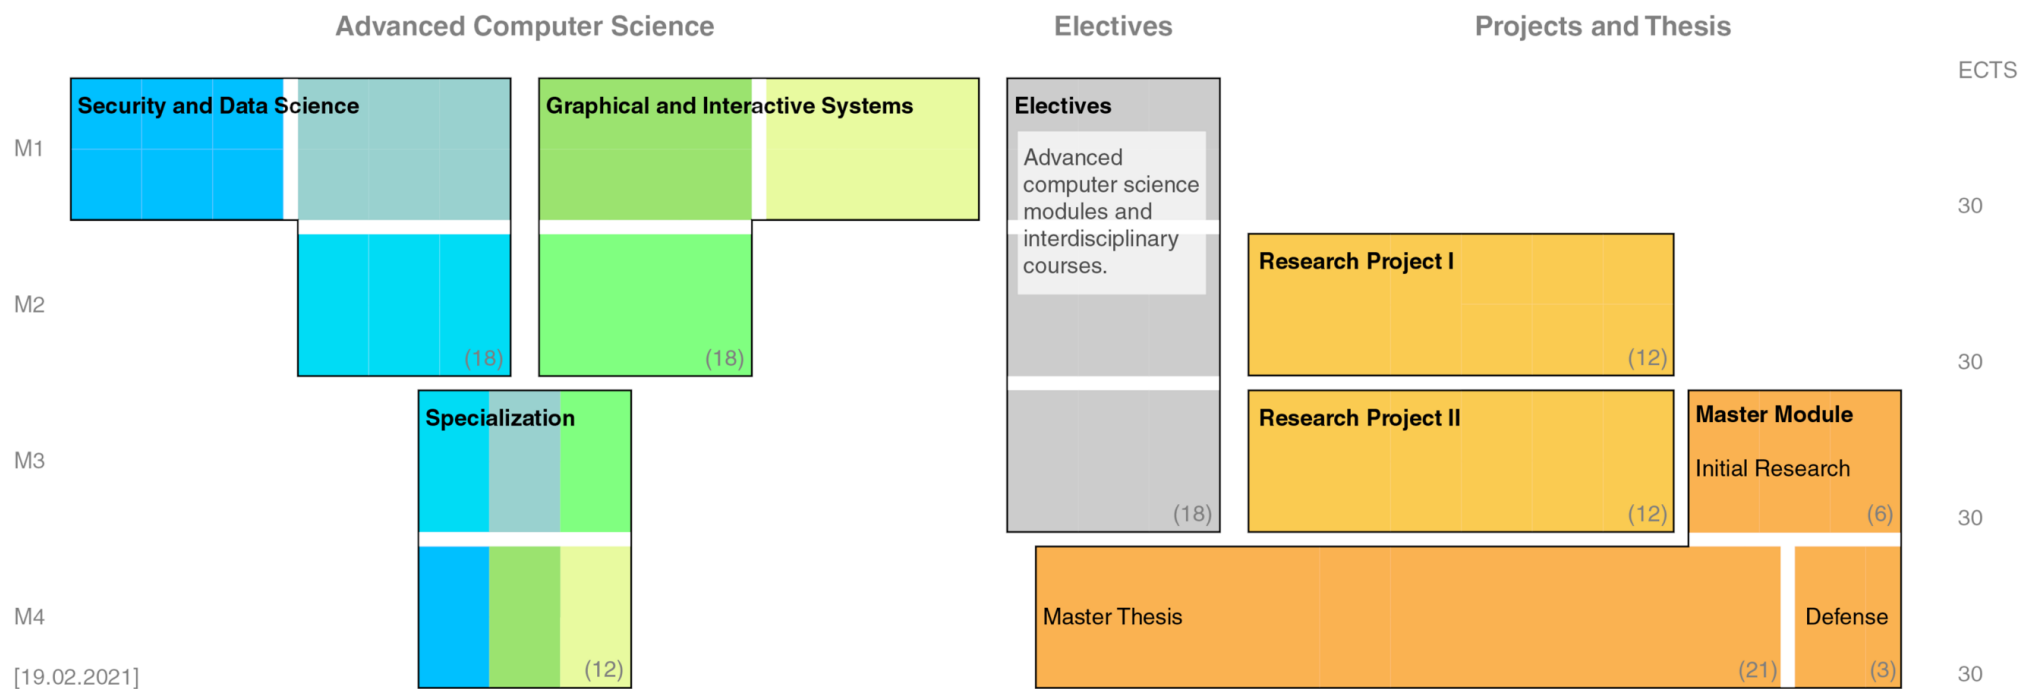 Advanced Computer Science
Electives
Projects and Thesis
ECTS
Security and Data Science
Graphical and Interactive Systems
Electives
Advanced
computer science
modules and
interdisciplinary
courses.
M1
30
Research Project I
M2
(18)
(18)
(12)
30
Specialization
Research Project II
Master Module
Initial Research
M3
(18)
(12)
(6)
30
M4
Master Thesis
Defense
(12)
(21)
(3)
30
[19.02.2021]